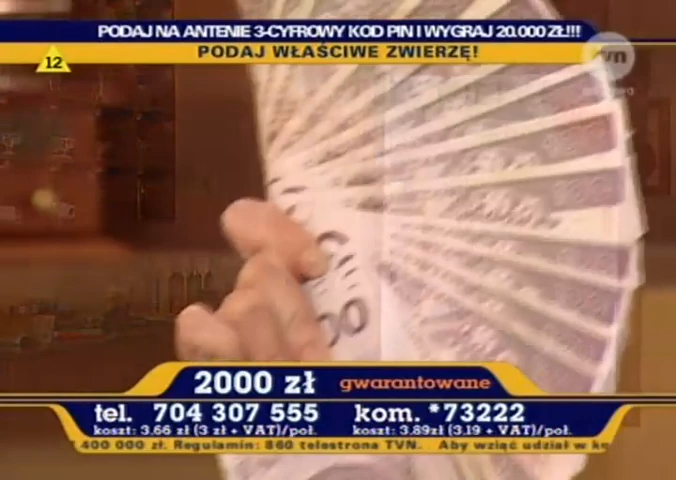 PODAJ NA ANTENIE 3-CYFROWY KOD PIN I WYGRAJ 20.000 ZŁ!!!
PODAJ WŁAŚCIWE ZWIERZĘ!
12
tvn
00
2000 zł gwarantowane
tel. 704 307 555 kom. *73222
koszt: 3.66 zł (3 zł + VAT)/poł. koszt: 3.89zł (3.19 + VAT)/poł.
400 000 zł. Regulamin: 860 telestrona TVN. Aby wziąć udział w